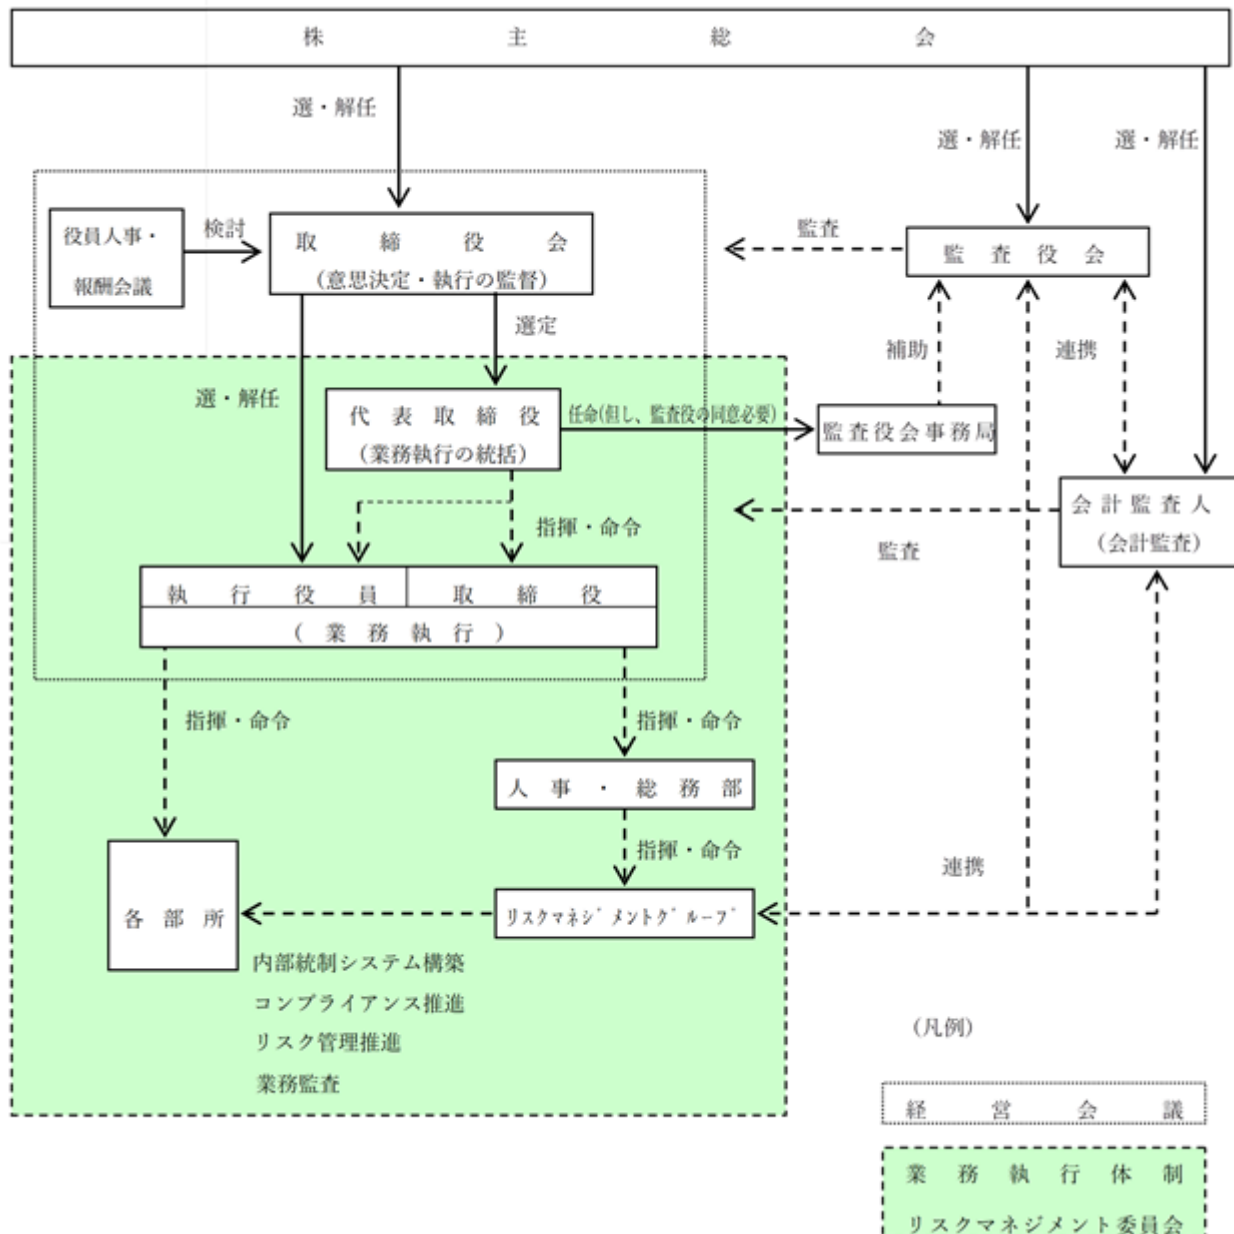 株主総会
選・解任
選・解任
選・解任
役員人事・
報酬会議
検討
取締役会
(意思決定・執行の監督)
監査
監査役会
選定
補助
連携
選・解任
代表取締役
(業務執行の統括)
任命(但し、監査役の同意必要)
監査役会事務局
指揮・命令
会計監査人
(会計監査)
監査
執行役員
取締役
(業務執行)
指揮・命令
指揮・命令
人事・総務部
指揮・命令
連携
各部所
リスクマネジメントグループ
内部統制システム構築
コンプライアンス推進
リスク管理推進
業務監査
(凡例)
経営会議
業務執行体制
リスクマネジメント委員会